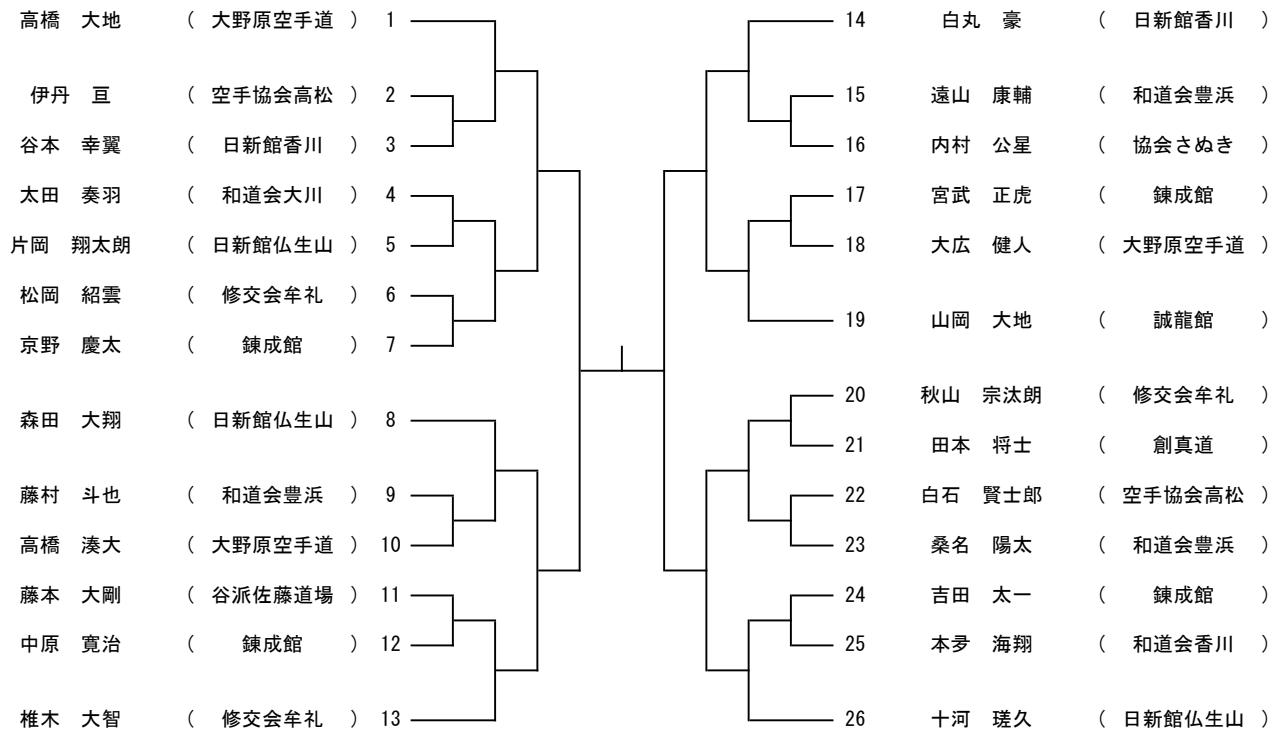 高橋　大地　（　大野原空手道　）　1
伊丹　亘　（　空手協会高松　）　2
谷本　幸翼　（　日新館香川　）　3
太田　奏羽　（　和道会大川　）　4
片岡　翔太朗　（　日新館仏生山　）　5
松岡　紹雲　（　修交会牟礼　）　6
京野　慶太　（　錬成館　）　7
森田　大翔　（　日新館仏生山　）　8
藤村　斗也　（　和道会豊浜　）　9
高橋　湊大　（　大野原空手道　）　10
藤本　大剛　（　谷派佐藤道場　）　11
中原　寛治　（　錬成館　）　12
椎木　大智　（　修交会牟礼　）　13
14　白丸　豪　（　日新館香川　）
15　遠山　康輔　（　和道会豊浜　）
16　内村　公星　（　協会さぬき　）
17　宮武　正虎　（　錬成館　）
18　大広　健人　（　大野原空手道　）
19　山岡　大地　（　誠龍館　）
20　秋山　宗汰朗　（　修交会牟礼　）
21　田本　将士　（　創真道　）
22　白石　賢士郎　（　空手協会高松　）
23　桑名　陽太　（　和道会豊浜　）
24　吉田　太一　（　錬成館　）
25　本夛　海翔　（　和道会香川　）
26　十河　瑳久　（　日新館仏生山　）